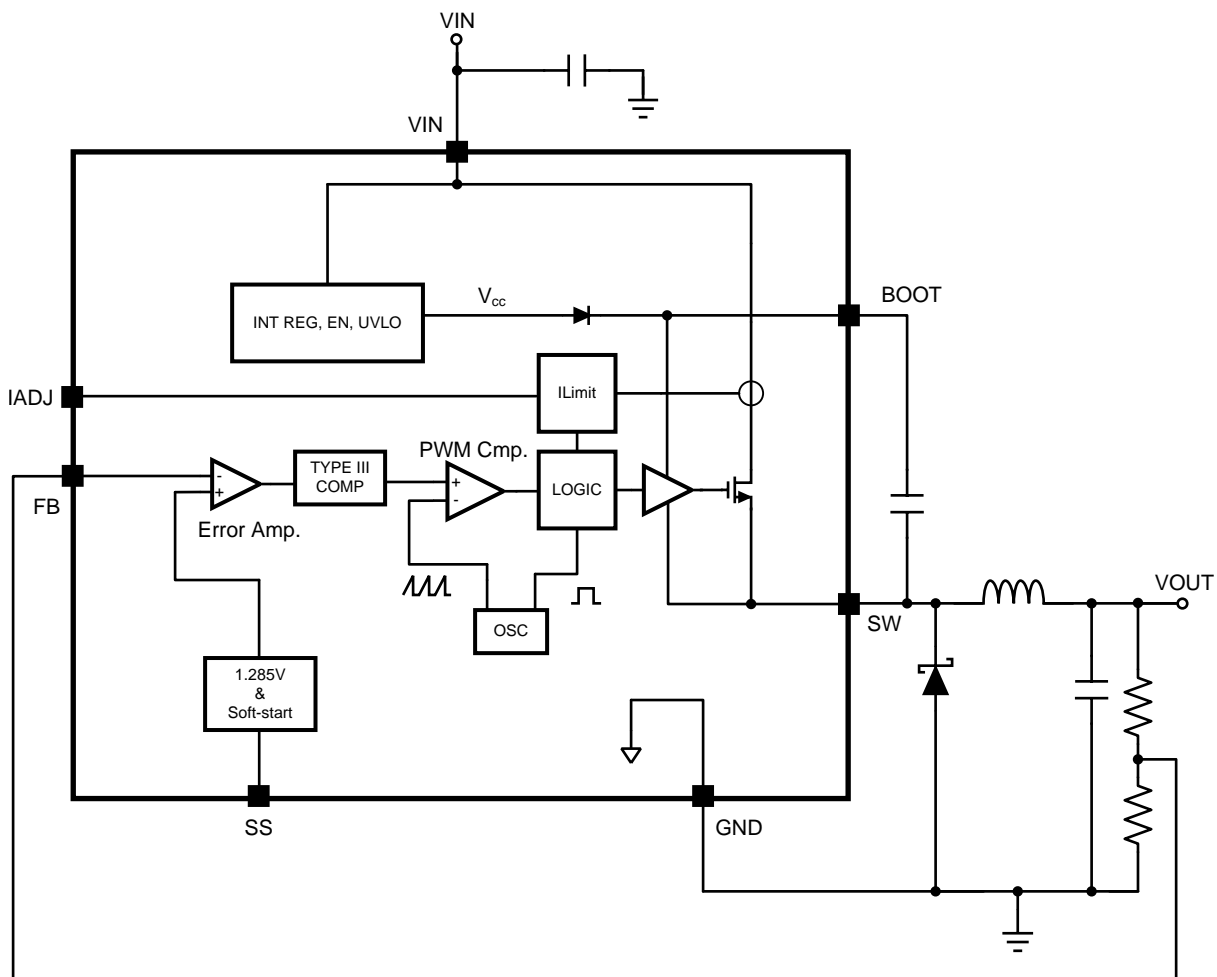 VIN
VIN
BOOT
V_cc
INT REG, EN, UVLO
ILimit
IADJ
PWM Cmp.
TYPE III
COMP
-
+
+
-
LOGIC
FB
Error Amp.
VOUT
SW
OSC
1.285V
&
Soft-start
SS
GND